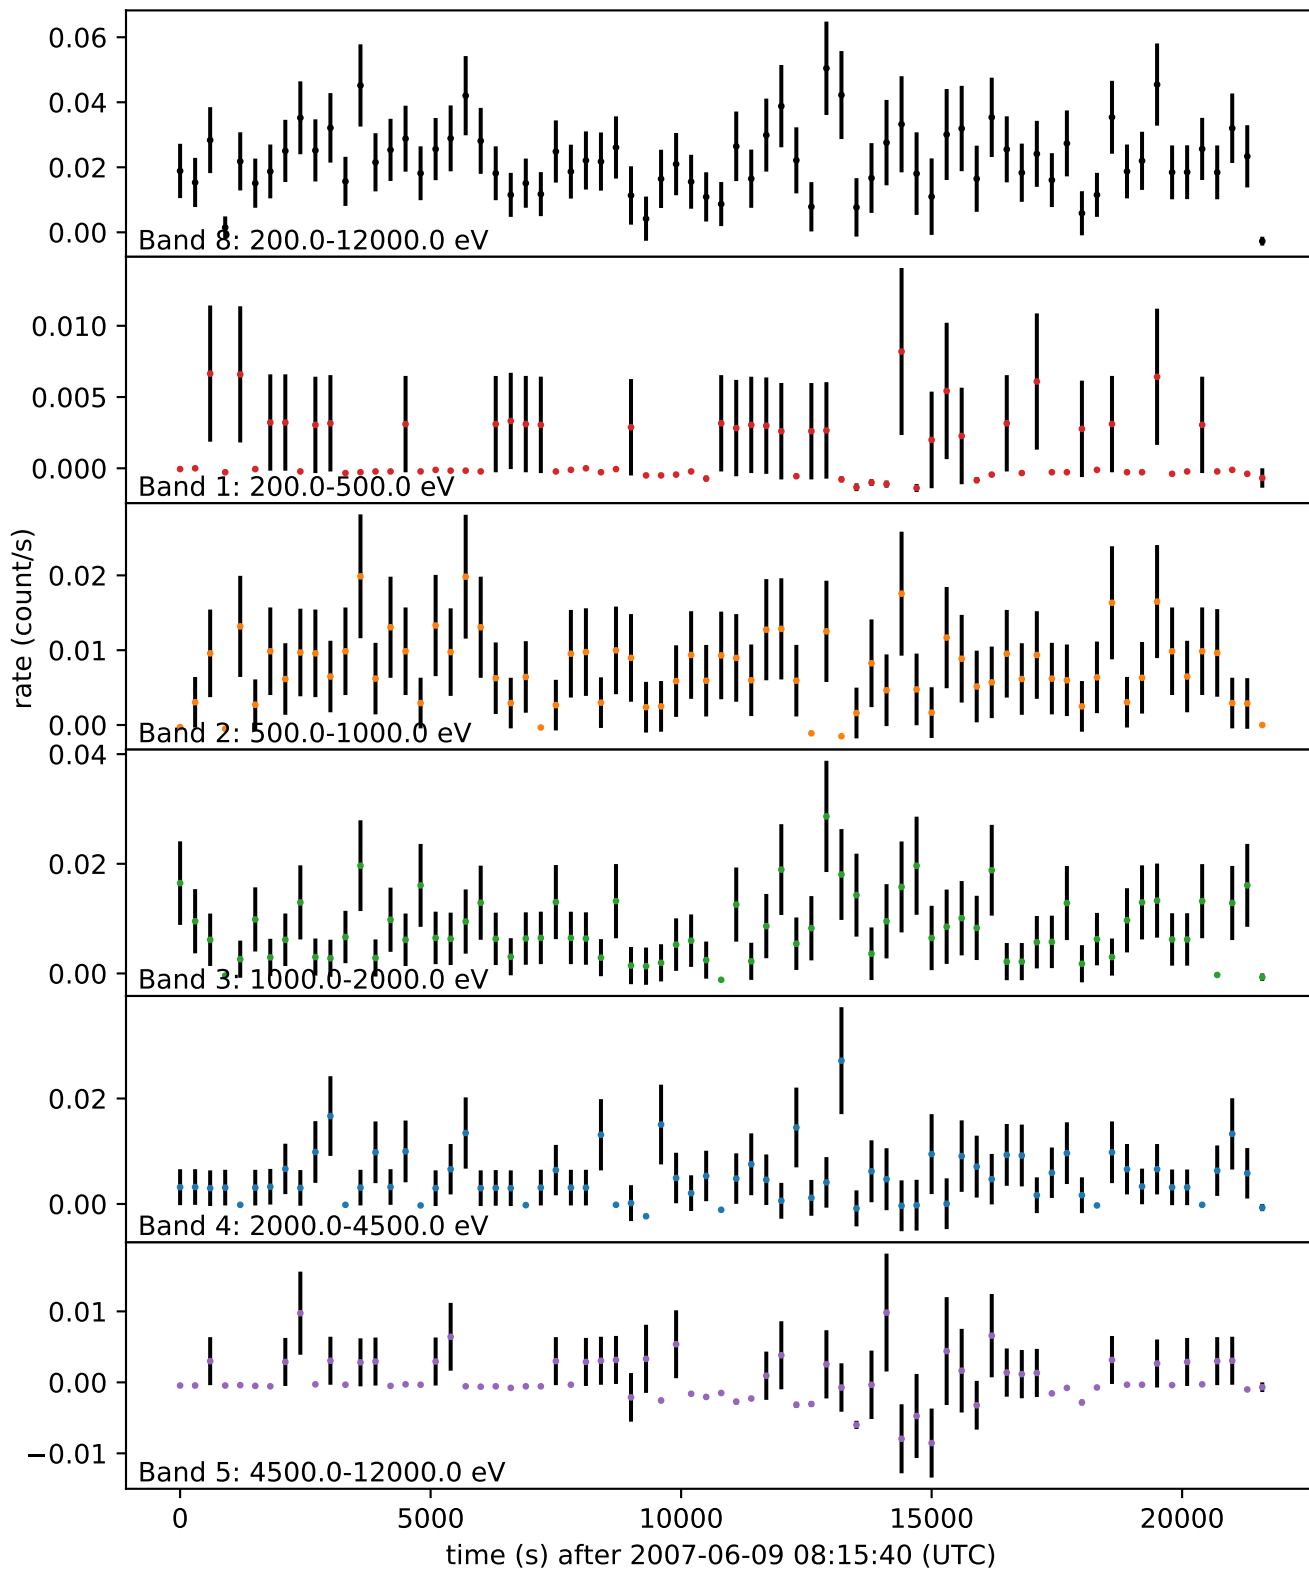 0.06
0.04
0.02
0.00
Band 8: 200.0-12000.0 eV
0.010
0.005
0.000
Band 1: 200.0-500.0 eV
rate (count/s)
0.02
0.01
0.00
Band 2: 500.0-1000.0 eV
0.04
0.02
0.00
Band 3: 1000.0-2000.0 eV
0.02
0.00
Band 4: 2000.0-4500.0 eV
0.01
0.00
−0.01
Band 5: 4500.0-12000.0 eV
0 5000 10000 15000 20000
time (s) after 2007-06-09 08:15:40 (UTC)